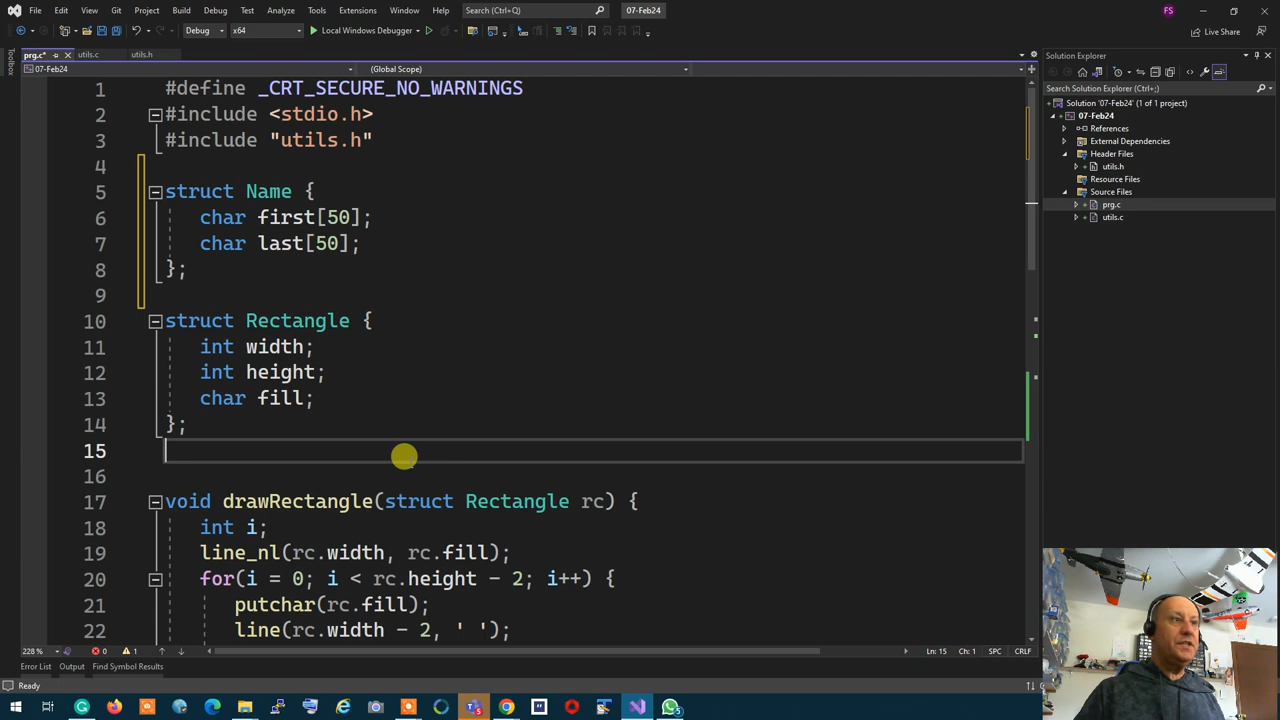 File Edit View Git Project Build Debug Test Analyze Tools Extensions Window Help Search (Ctrl+Q) 07-Feb24 FS
Debug x64 Local Windows Debugger Live Share
prg.c* utils.c utils.h
07-Feb24 (Global Scope)
Toolbox
1 #define _CRT_SECURE_NO_WARNINGS
2 #include <stdio.h>
3 #include "utils.h"
4
5 struct Name {
6 char first[50];
7 char last[50];
8 };
9
10 struct Rectangle {
11 int width;
12 int height;
13 char fill;
14 };
15
16
17 void drawRectangle(struct Rectangle rc) {
18 int i;
19 line_nl(rc.width, rc.fill);
20 for(i = 0; i < rc.height - 2; i++) {
21 putchar(rc.fill);
22 line(rc.width - 2, ' ');
228 % 0 1 Ln: 15 Ch: 1 SPC CRLF
Error List Output Find Symbol Results
Ready
Solution Explorer
Search Solution Explorer (Ctrl+;)
Solution '07-Feb24' (1 of 1 project)
07-Feb24
References
External Dependencies
Header Files
utils.h
Resource Files
Source Files
prg.c
utils.c